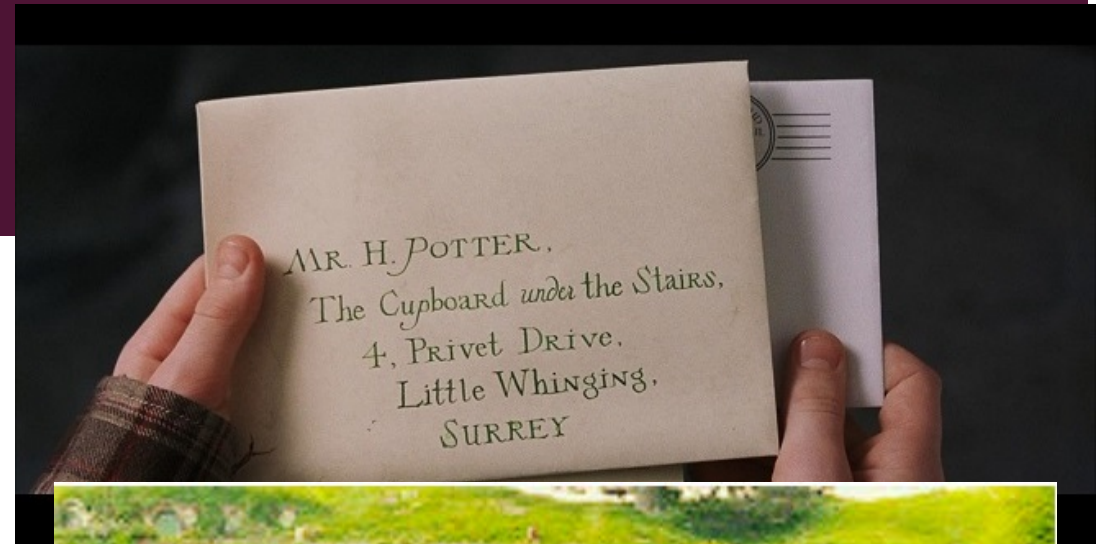 Mr. H. Potter,
The Cupboard under the Stairs,
4, Privet Drive,
Little Whinging,
SURREY